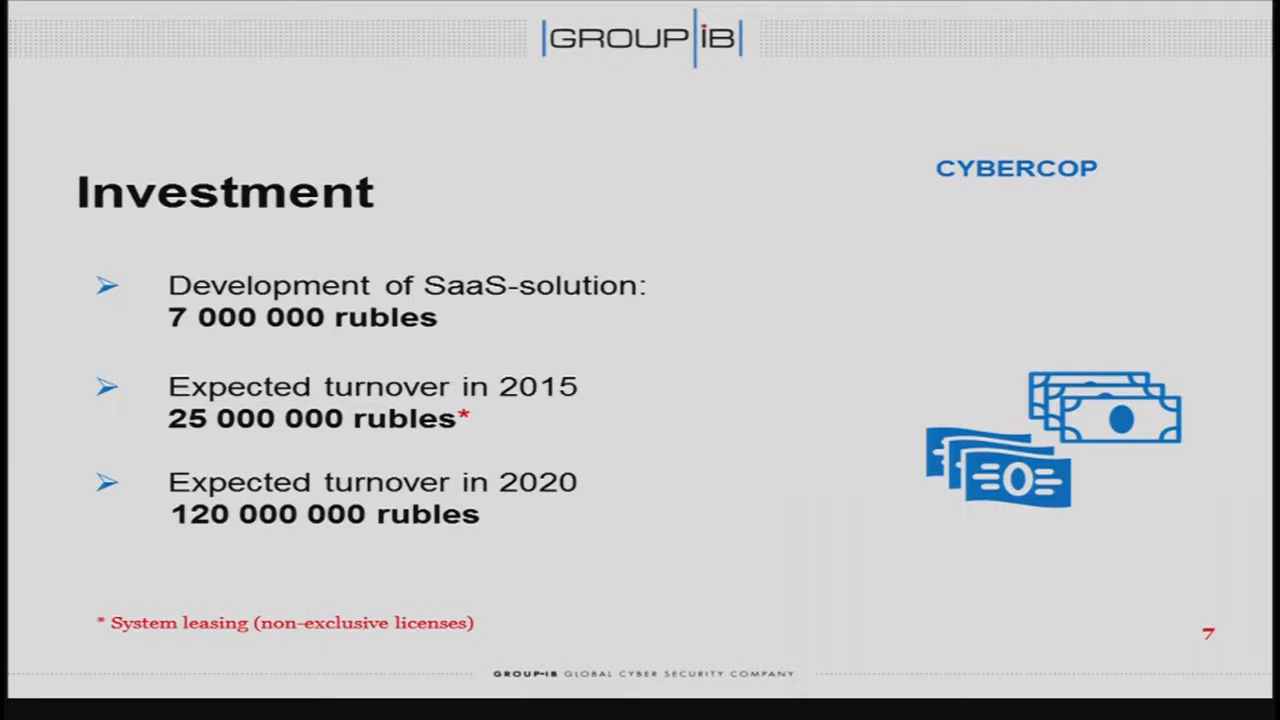 GROUP iB
CYBERCOP
Investment
Development of SaaS-solution:
7 000 000 rubles
Expected turnover in 2015
25 000 000 rubles*
Expected turnover in 2020
120 000 000 rubles
* System leasing (non-exclusive licenses)
7
GROUP-IB GLOBAL CYBER SECURITY COMPANY